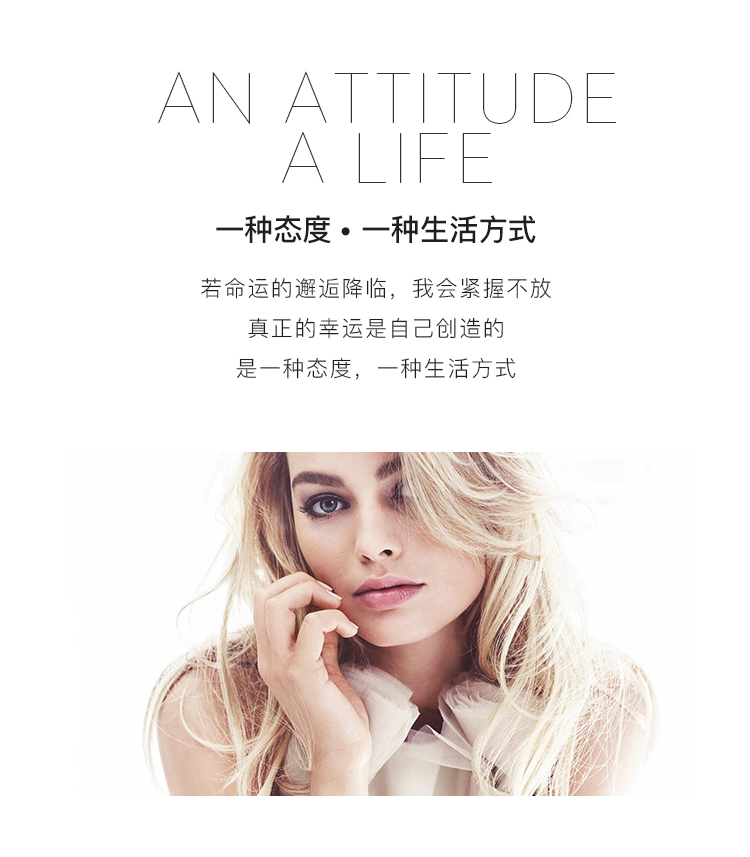 AN ATTITUDE
A LIFE
一种态度•一种生活方式
若命运的邂逅降临，我会紧握不放
真正的幸运是自己创造的
是一种态度，一种生活方式